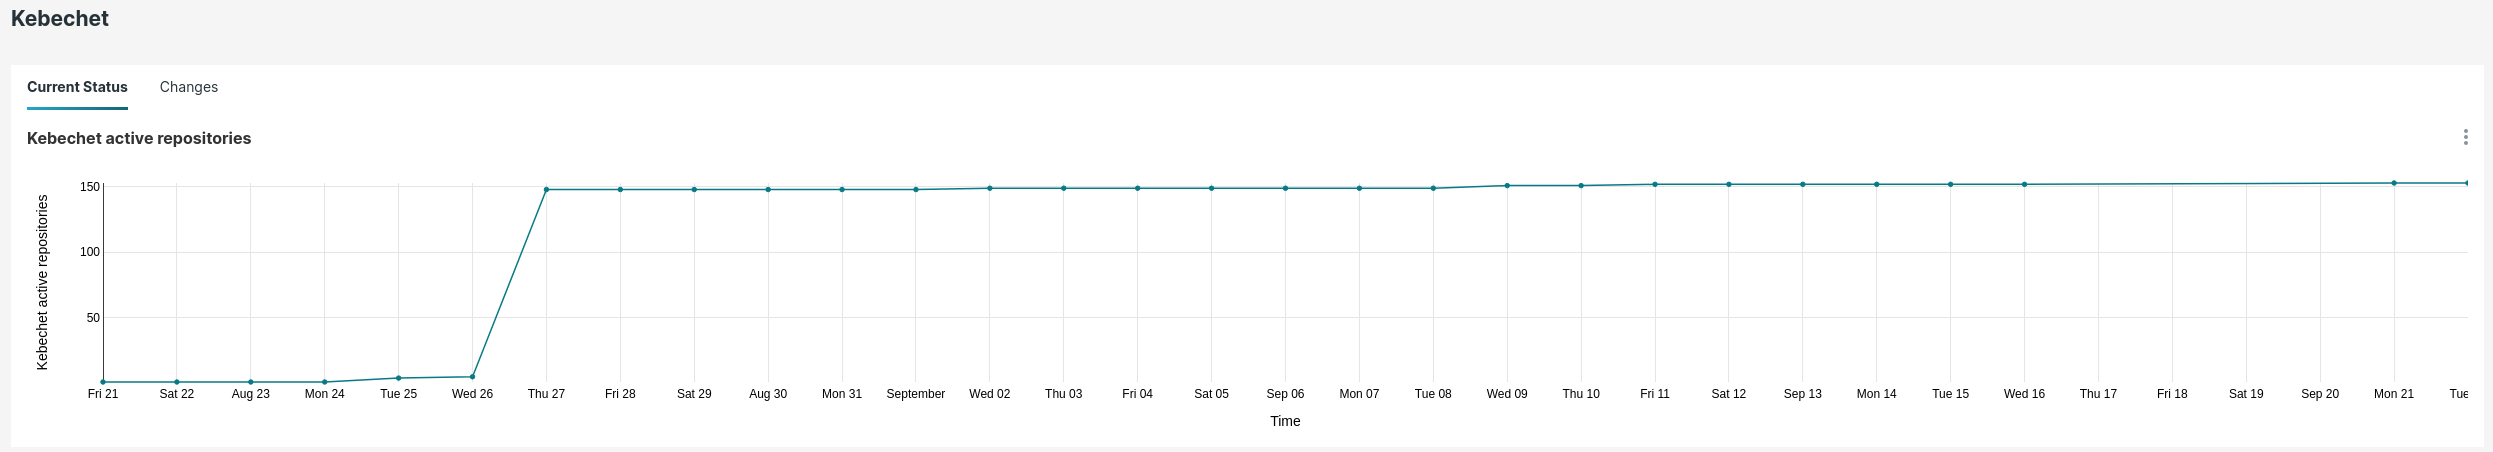 Kebechet
Current Status Changes
Kebechet active repositories
Kebechet active repositories
150
100
50
Fri 21 Sat 22 Aug 23 Mon 24 Tue 25 Wed 26 Thu 27 Fri 28 Sat 29 Aug 30 Mon 31 September Wed 02 Thu 03 Fri 04 Sat 05 Sep 06 Mon 07 Tue 08 Wed 09 Thu 10 Fri 11 Sat 12 Sep 13 Mon 14 Tue 15 Wed 16 Thu 17 Fri 18 Sat 19 Sep 20 Mon 21 Tue
Time